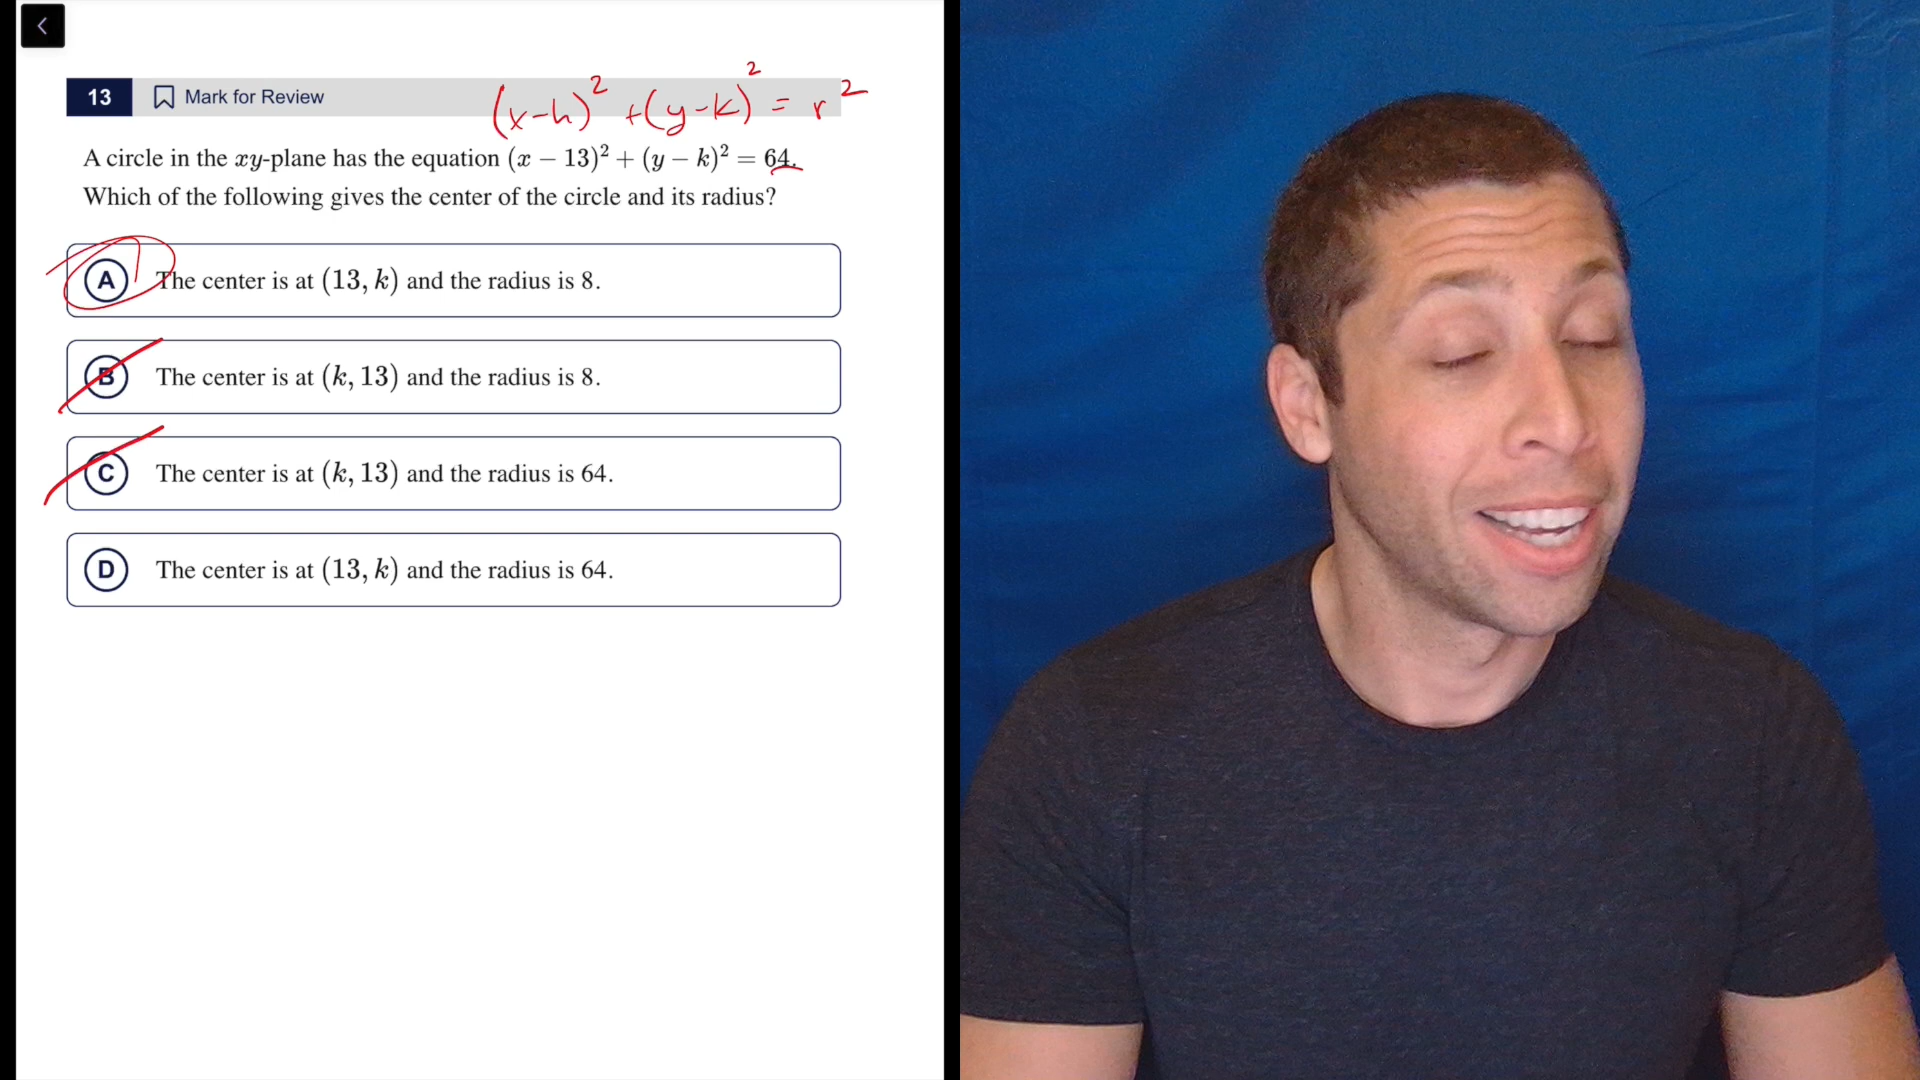 13 Mark for Review
(x-h)² + (y-k)² = r²
A circle in the xy-plane has the equation (x − 13)² + (y − k)² = 64.
Which of the following gives the center of the circle and its radius?
A The center is at (13, k) and the radius is 8.
B The center is at (k, 13) and the radius is 8.
C The center is at (k, 13) and the radius is 64.
D The center is at (13, k) and the radius is 64.